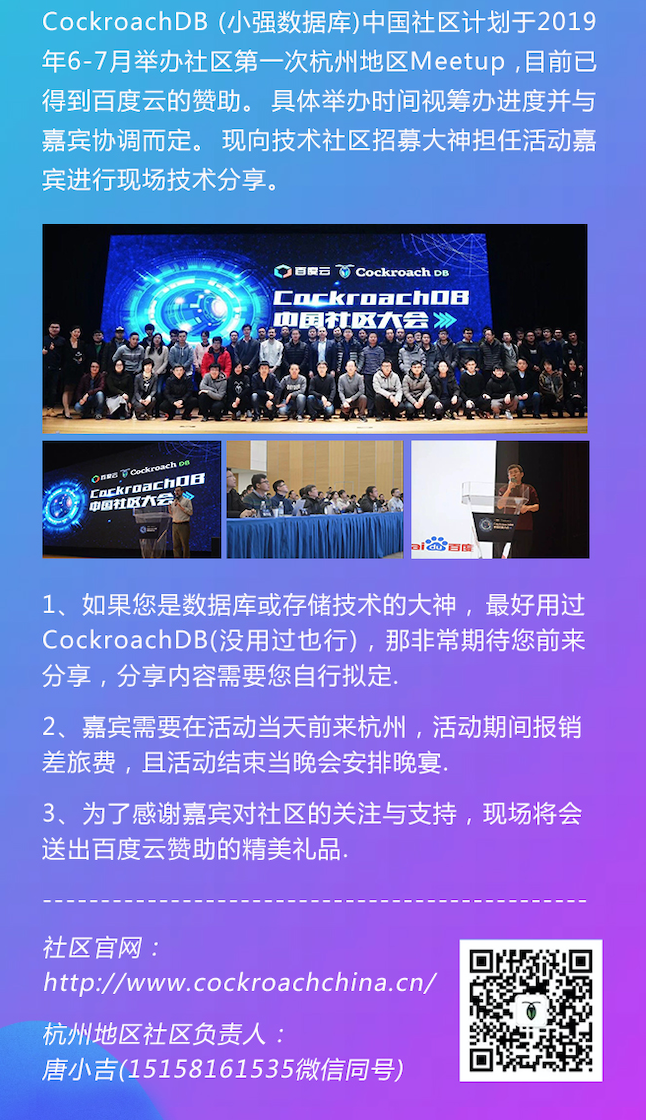 CockroachDB (小强数据库)中国社区计划于2019
年6-7月举办社区第一次杭州地区Meetup ,目前已
得到百度云的赞助。 具体举办时间视筹办进度并与
嘉宾协调而定。 现向技术社区招募大神担任活动嘉
宾进行现场技术分享。
百度云 Cockroach DB
CockroachDB
中国社区大会
百度云 Cockroach DB
CockroachDB
中国社区大会
百度
1、如果您是数据库或存储技术的大神， 最好用过
CockroachDB(没用过也行)，那非常期待您前来
分享，分享内容需要您自行拟定.
2、嘉宾需要在活动当天前来杭州，活动期间报销
差旅费，且活动结束当晚会安排晚宴.
3、为了感谢嘉宾对社区的关注与支持，现场将会
送出百度云赞助的精美礼品.
社区官网：
http://www.cockroachchina.cn/
杭州地区社区负责人：
唐小吉(15158161535微信同号)